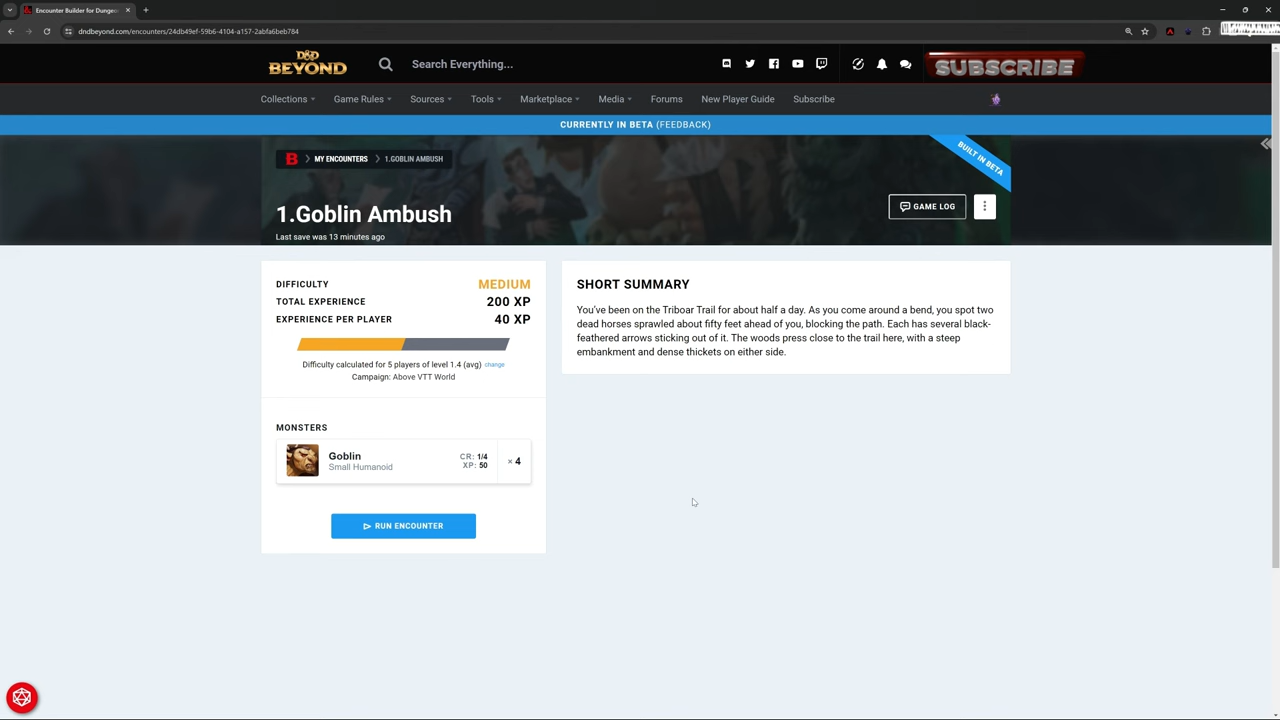 Encounter Builder for Dungeon
dndbeyond.com/encounters/24db49ef-59b6-4104-a157-2abfa6beb784
D&D
BEYOND
Search Everything...
SUBSCRIBE
Collections
Game Rules
Sources
Tools
Marketplace
Media
Forums
New Player Guide
Subscribe
CURRENTLY IN BETA (FEEDBACK)
BUILT IN BETA
B
MY ENCOUNTERS
1.GOBLIN AMBUSH
1.Goblin Ambush
GAME LOG
Last save was 13 minutes ago
DIFFICULTY MEDIUM
TOTAL EXPERIENCE 200 XP
EXPERIENCE PER PLAYER 40 XP
Difficulty calculated for 5 players of level 1.4 (avg) change
Campaign: Above VTT World
MONSTERS
Goblin
Small Humanoid
CR: 1/4
XP: 50
× 4
RUN ENCOUNTER
SHORT SUMMARY
You've been on the Triboar Trail for about half a day. As you come around a bend, you spot two
dead horses sprawled about fifty feet ahead of you, blocking the path. Each has several black-
feathered arrows sticking out of it. The woods press close to the trail here, with a steep
embankment and dense thickets on either side.